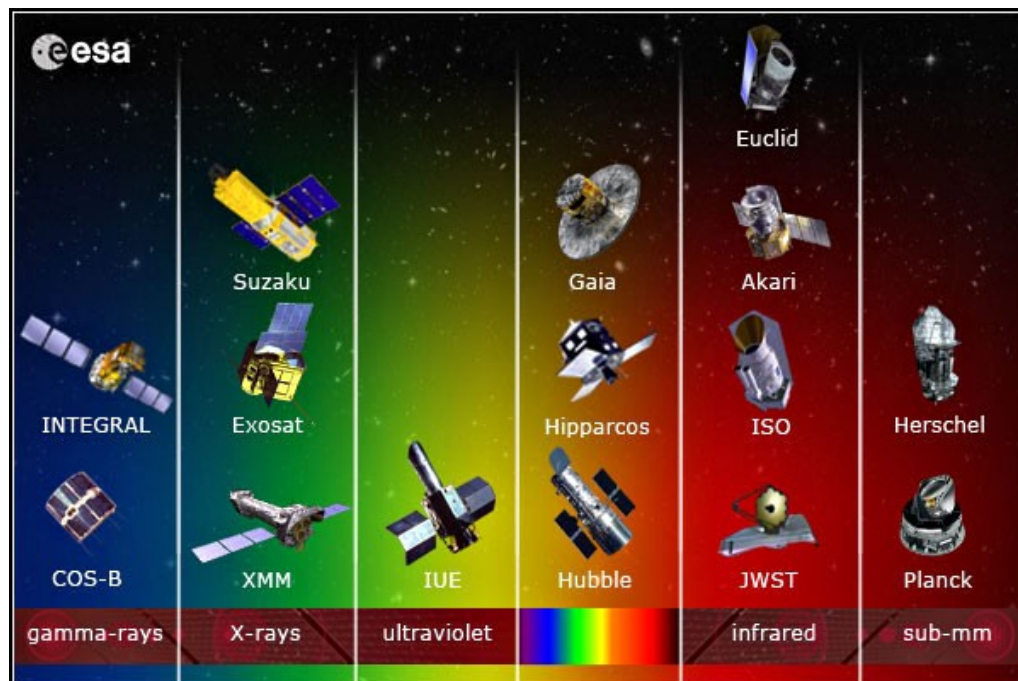 esa
Euclid
Suzaku Gaia Akari
INTEGRAL Exosat Hipparcos ISO Herschel
COS-B XMM IUE Hubble JWST Planck
gamma-rays X-rays ultraviolet infrared sub-mm